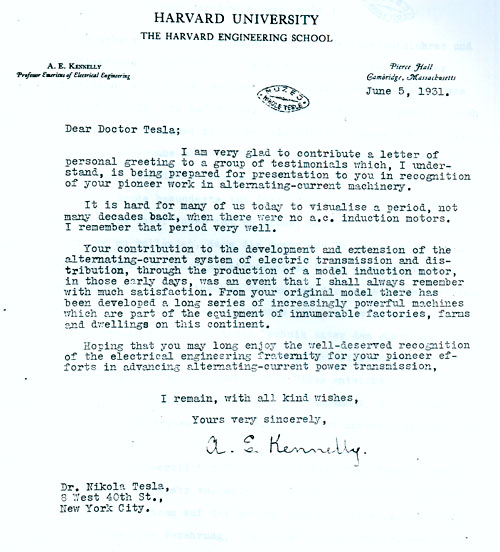 HARVARD UNIVERSITY
THE HARVARD ENGINEERING SCHOOL
A. E. KENNELLY
Professor Emeritus of Electrical Engineering
Pierce Hall
Cambridge, Massachusetts
MUZEJ
NIKOLE TESLE
June 5, 1931.
Dear Doctor Tesla;
I am very glad to contribute a letter of
personal greeting to a group of testimonials which, I under-
stand, is being prepared for presentation to you in recognition
of your pioneer work in alternating-current machinery.
It is hard for many of us today to visualise a period, not
many decades back, when there were no a.c. induction motors.
I remember that period very well.
Your contribution to the development and extension of the
alternating-current system of electric transmission and dis-
tribution, through the production of a model induction motor,
in those early days, was an event that I shall always remember
with much satisfaction. From your original model there has
been developed a long series of increasingly powerful machines
which are part of the equipment of innumerable factories, farms
and dwellings on this continent.
Hoping that you may long enjoy the well-deserved recognition
of the electrical engineering fraternity for your pioneer ef-
forts in advancing alternating-current power transmission,
I remain, with all kind wishes,
Yours very sincerely,
A. E. Kennelly.
Dr. Nikola Tesla,
8 West 40th St.,
New York City.